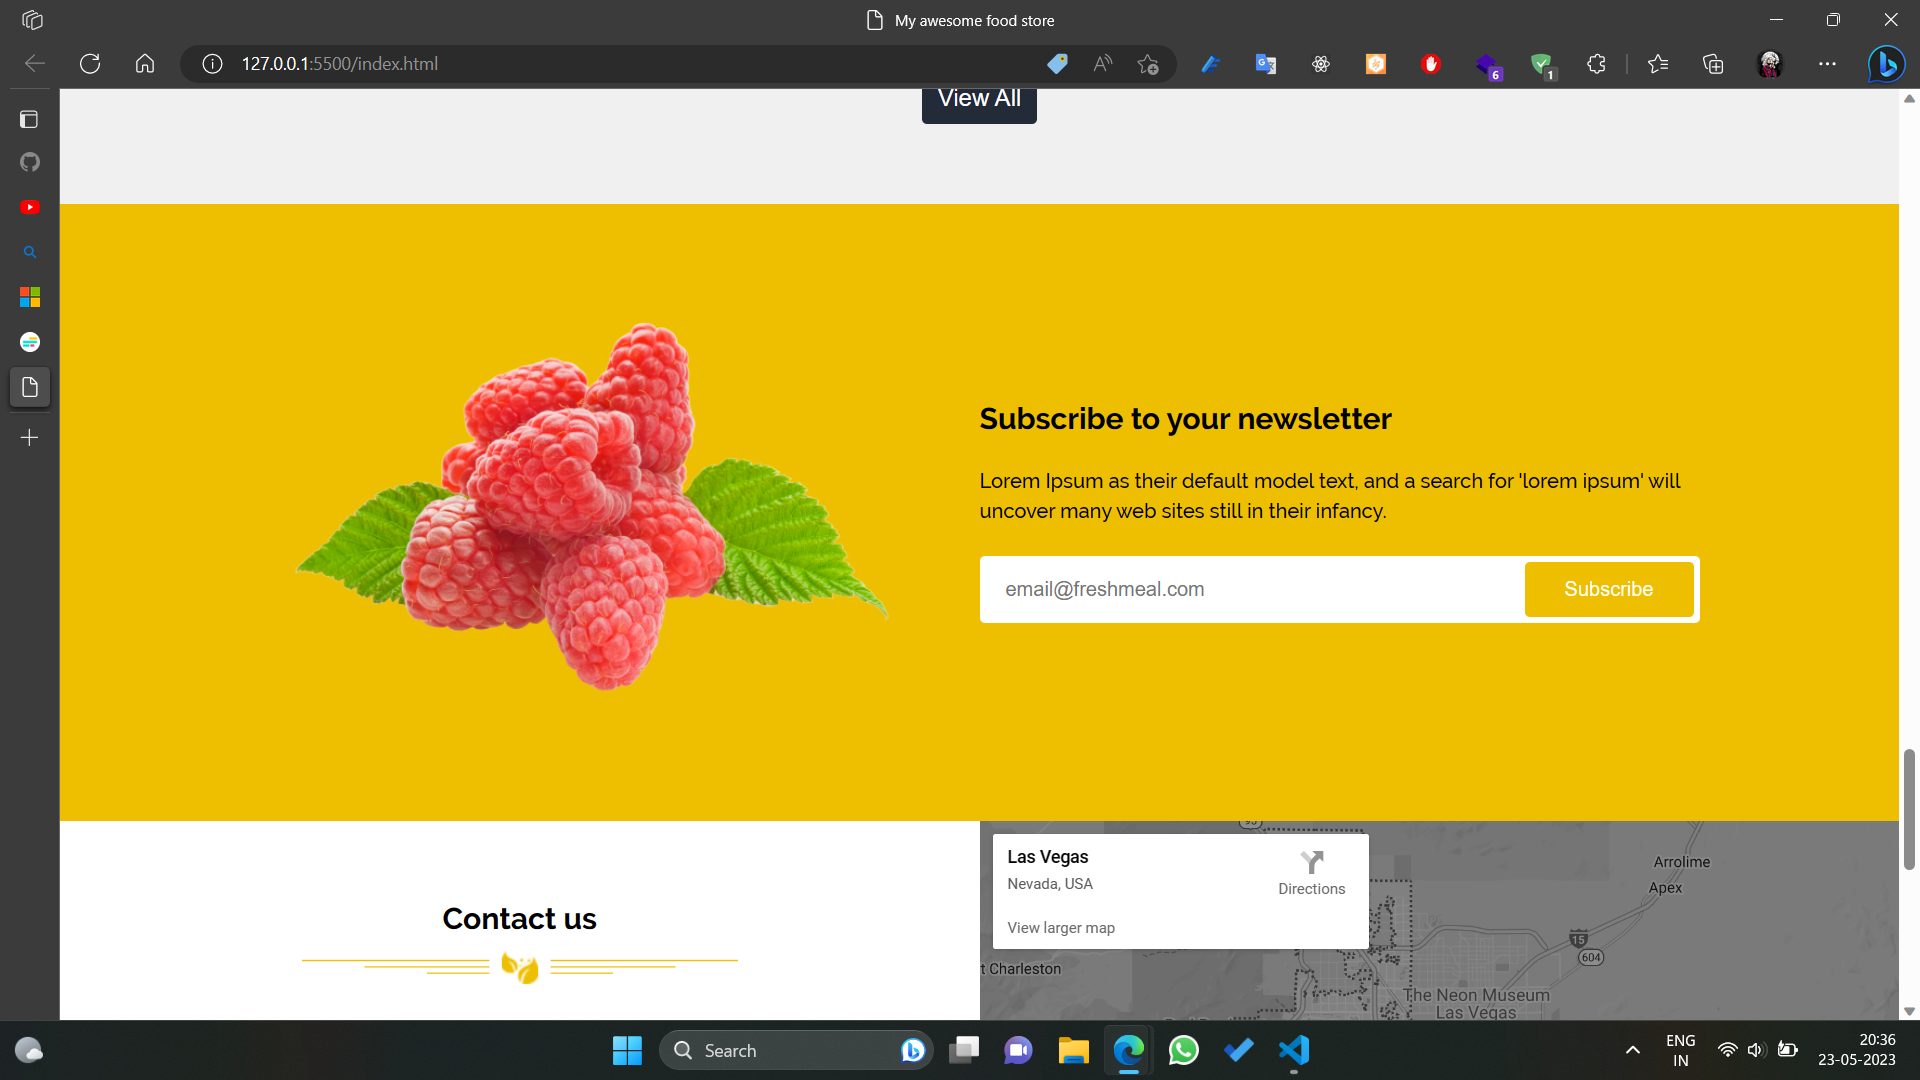 My awesome food store
127.0.0.1:5500/index.html
6
1
View All
Subscribe to your newsletter
Lorem Ipsum as their default model text, and a search for 'lorem ipsum' will
uncover many web sites still in their infancy.
email@freshmeal.com
Subscribe
Contact us
Las Vegas
Nevada, USA
Directions
View larger map
Arrolime
Apex
15
604
t Charleston
The Neon Museum
Las Vegas
Search
ENG
IN
20:36
23-05-2023